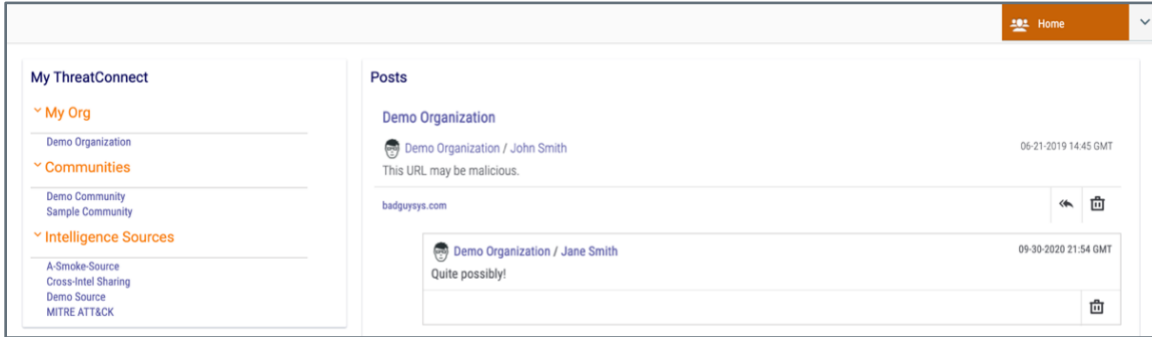 Home
My ThreatConnect
My Org
Demo Organization
Communities
Demo Community
Sample Community
Intelligence Sources
A-Smoke-Source
Cross-Intel Sharing
Demo Source
MITRE ATT&CK
Posts
Demo Organization
Demo Organization / John Smith
06-21-2019 14:45 GMT
This URL may be malicious.
badguysys.com
Demo Organization / Jane Smith
09-30-2020 21:54 GMT
Quite possibly!